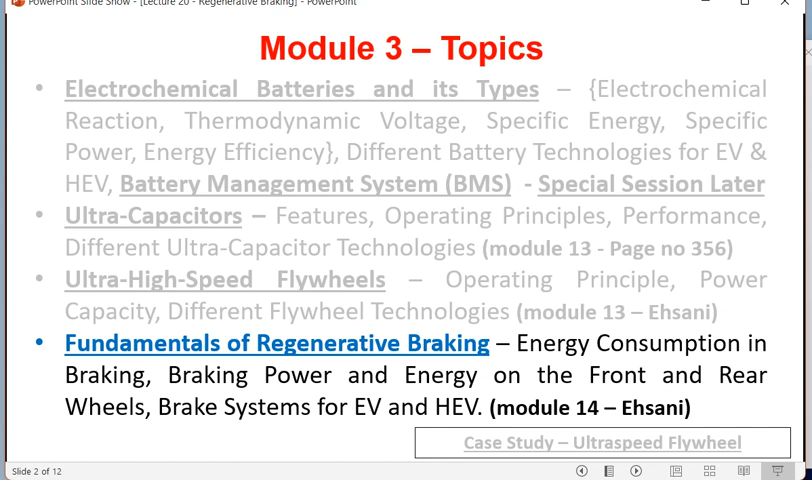 PowerPoint Slide Show - [Lecture 20 - Regenerative Braking] - PowerPoint
Module 3 – Topics
• Electrochemical Batteries and its Types – {Electrochemical
Reaction, Thermodynamic Voltage, Specific Energy, Specific
Power, Energy Efficiency}, Different Battery Technologies for EV &
HEV, Battery Management System (BMS) - Special Session Later
• Ultra-Capacitors – Features, Operating Principles, Performance,
Different Ultra-Capacitor Technologies (module 13 - Page no 356)
• Ultra-High-Speed Flywheels – Operating Principle, Power
Capacity, Different Flywheel Technologies (module 13 – Ehsani)
• Fundamentals of Regenerative Braking – Energy Consumption in
Braking, Braking Power and Energy on the Front and Rear
Wheels, Brake Systems for EV and HEV. (module 14 – Ehsani)
Case Study – Ultraspeed Flywheel
Slide 2 of 12